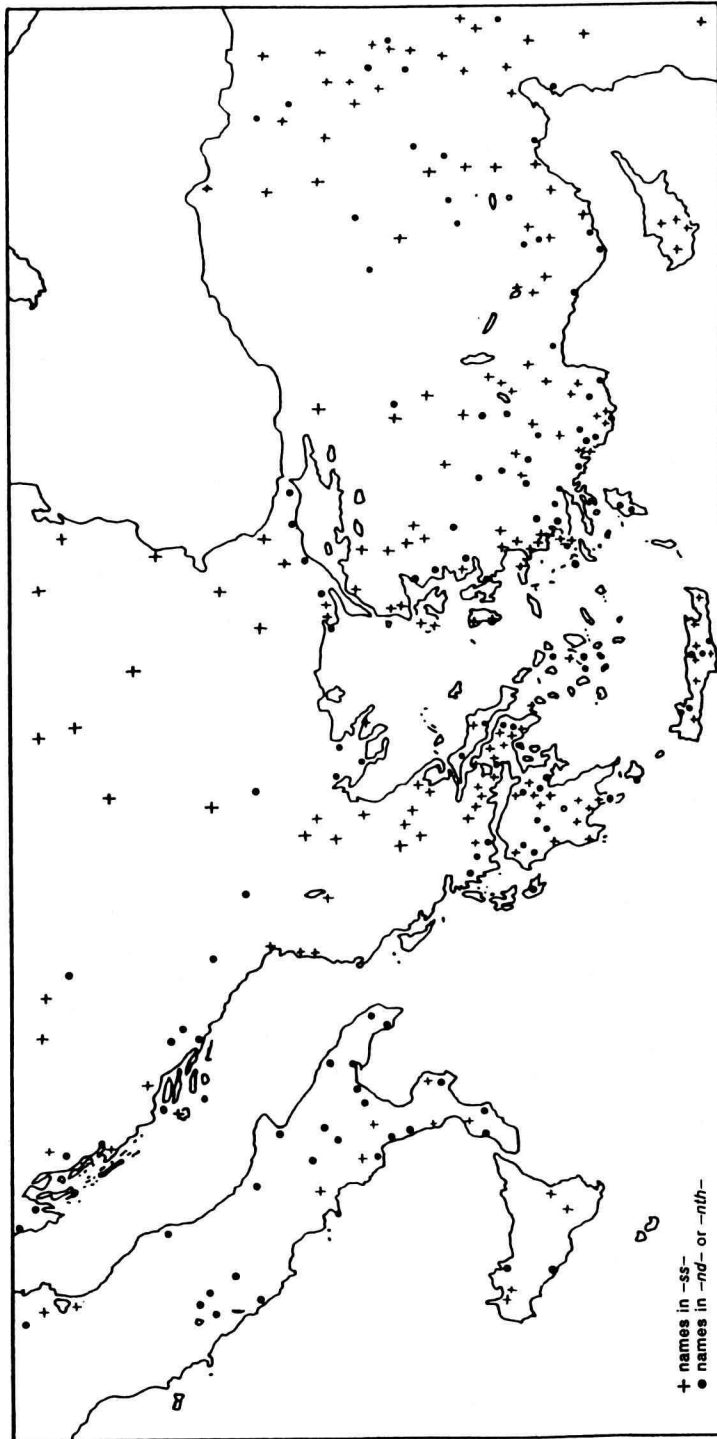 + names in –ss–
● names in –nd– or –nth–